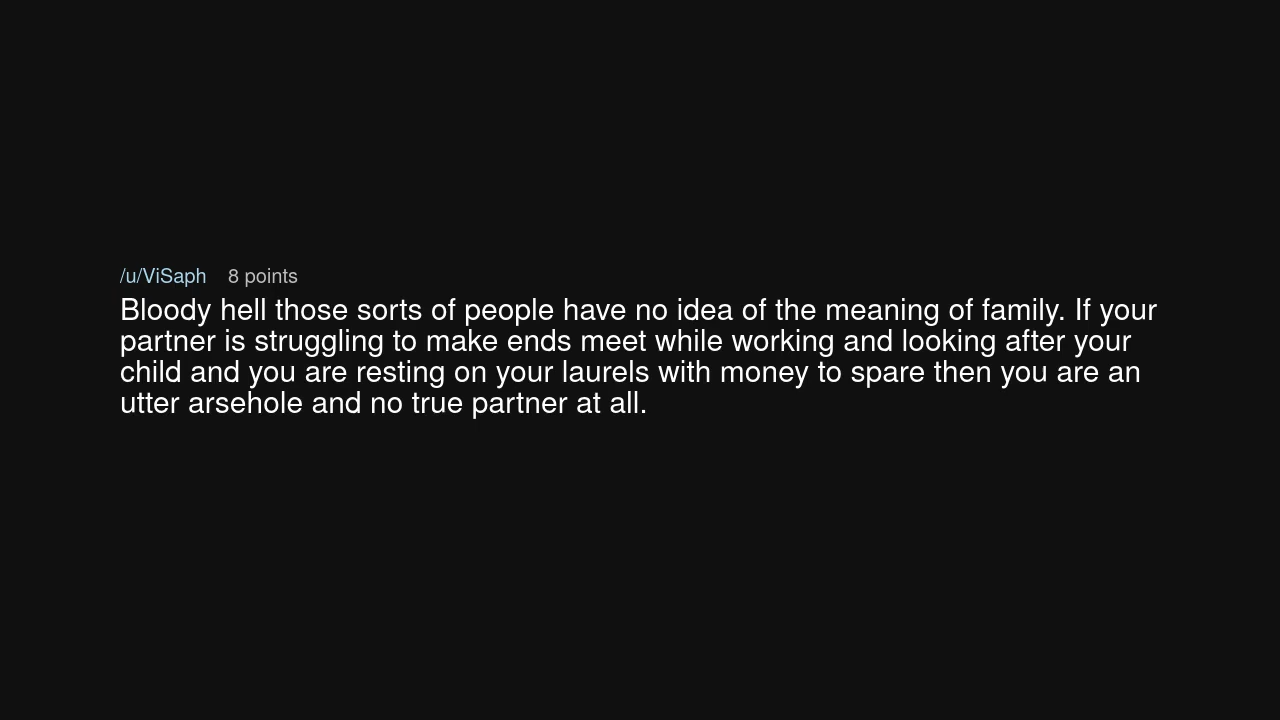 /u/ViSaph 8 points
Bloody hell those sorts of people have no idea of the meaning of family. If your
partner is struggling to make ends meet while working and looking after your
child and you are resting on your laurels with money to spare then you are an
utter arsehole and no true partner at all.